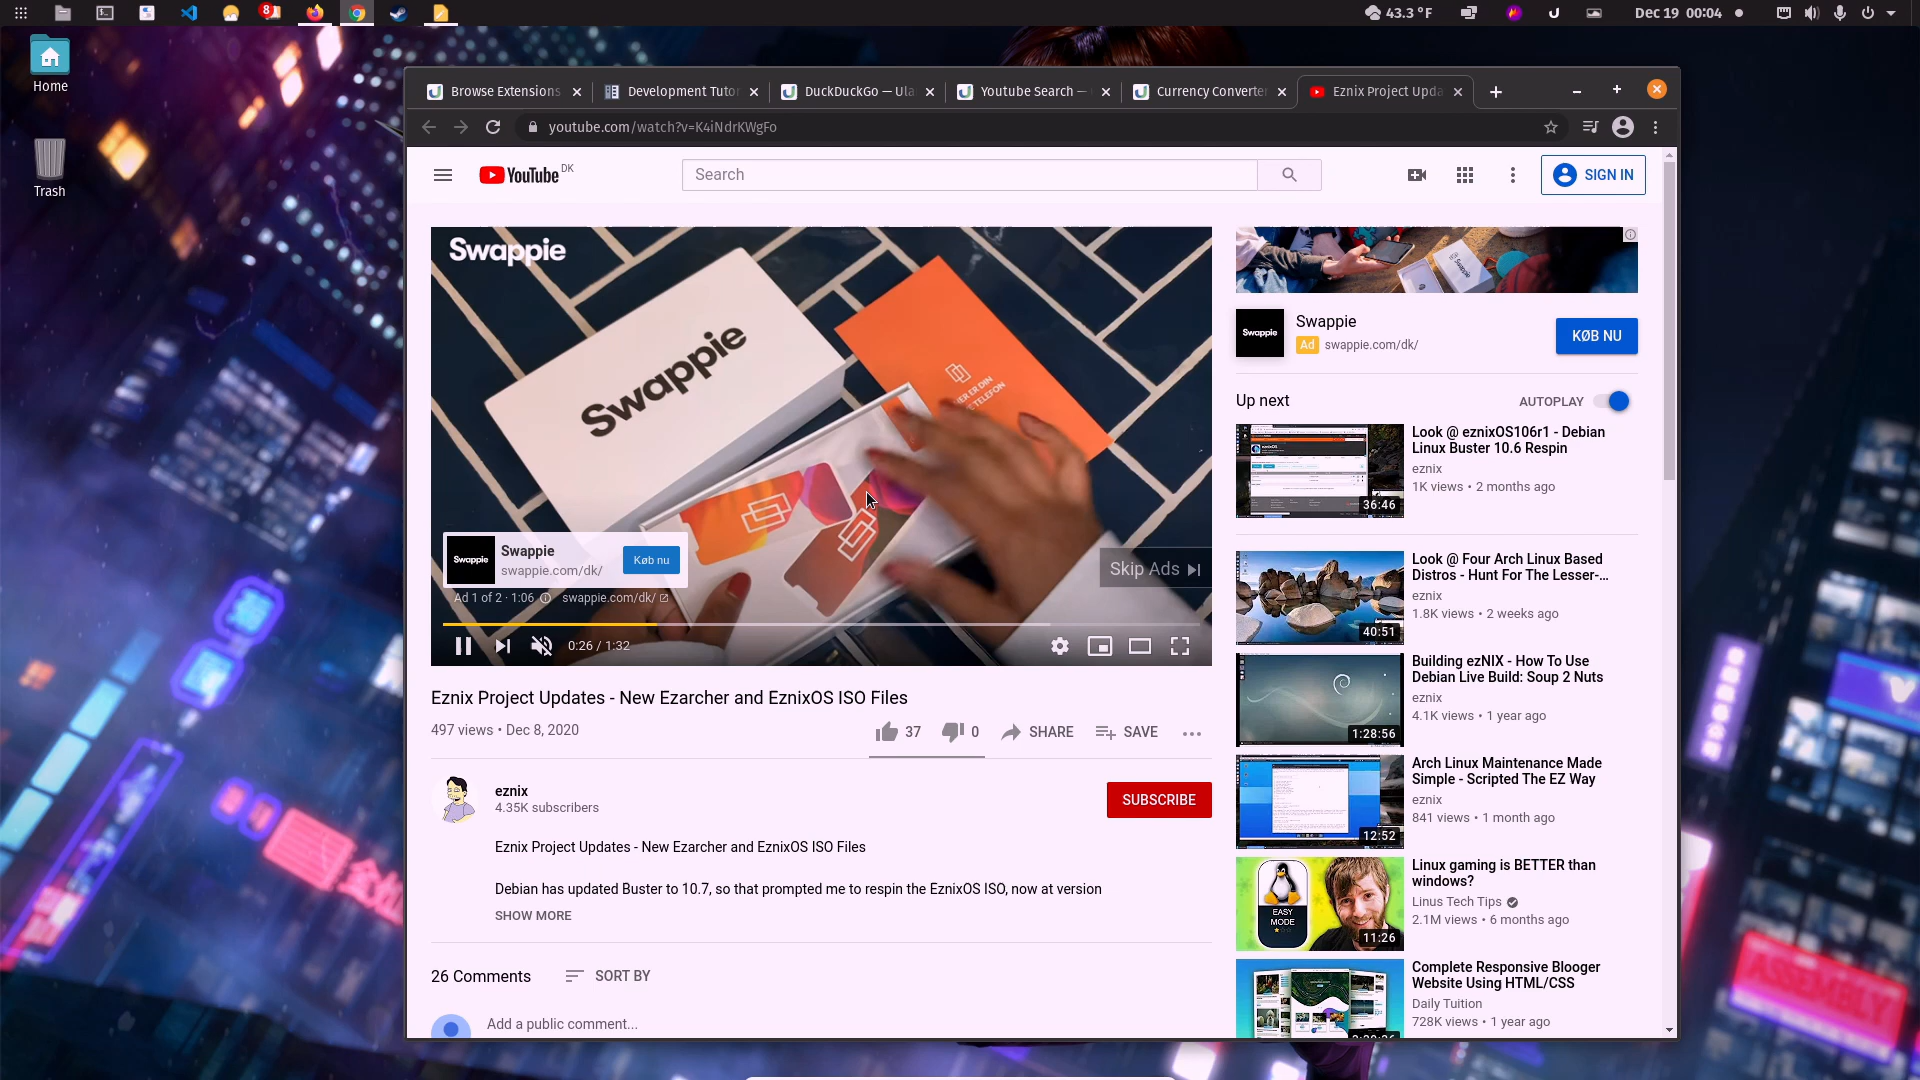 8
43.3 °F
Dec 19 00:04
Home
Trash
Browse Extensions
Development Tutor
DuckDuckGo — Ula
Youtube Search —
Currency Converter
Eznix Project Upda
youtube.com/watch?v=K4iNdrKWgFo
YouTube DK
Search
SIGN IN
Swappie
Swappie
Swappie
Swappie
swappie.com/dk/
Køb nu
Skip Ads
Ad 1 of 2 · 1:06
swappie.com/dk/
0:26 / 1:32
Eznix Project Updates - New Ezarcher and EznixOS ISO Files
497 views • Dec 8, 2020
37
0
SHARE
SAVE
eznix
4.35K subscribers
SUBSCRIBE
Eznix Project Updates - New Ezarcher and EznixOS ISO Files
Debian has updated Buster to 10.7, so that prompted me to respin the EznixOS ISO, now at version
SHOW MORE
26 Comments
SORT BY
Add a public comment...
Swappie
Swappie
Swappie
Ad swappie.com/dk/
KØB NU
Up next
AUTOPLAY
36:46
Look @ eznixOS106r1 - Debian
Linux Buster 10.6 Respin
eznix
1K views • 2 months ago
40:51
Look @ Four Arch Linux Based
Distros - Hunt For The Lesser-...
eznix
1.8K views • 2 weeks ago
1:28:56
Building ezNIX - How To Use
Debian Live Build: Soup 2 Nuts
eznix
4.1K views • 1 year ago
12:52
Arch Linux Maintenance Made
Simple - Scripted The EZ Way
eznix
841 views • 1 month ago
EASY
MODE
11:26
Linux gaming is BETTER than
windows?
Linus Tech Tips
2.1M views • 6 months ago
Complete Responsive Blooger
Website Using HTML/CSS
Daily Tuition
728K views • 1 year ago
ASSEMBLY